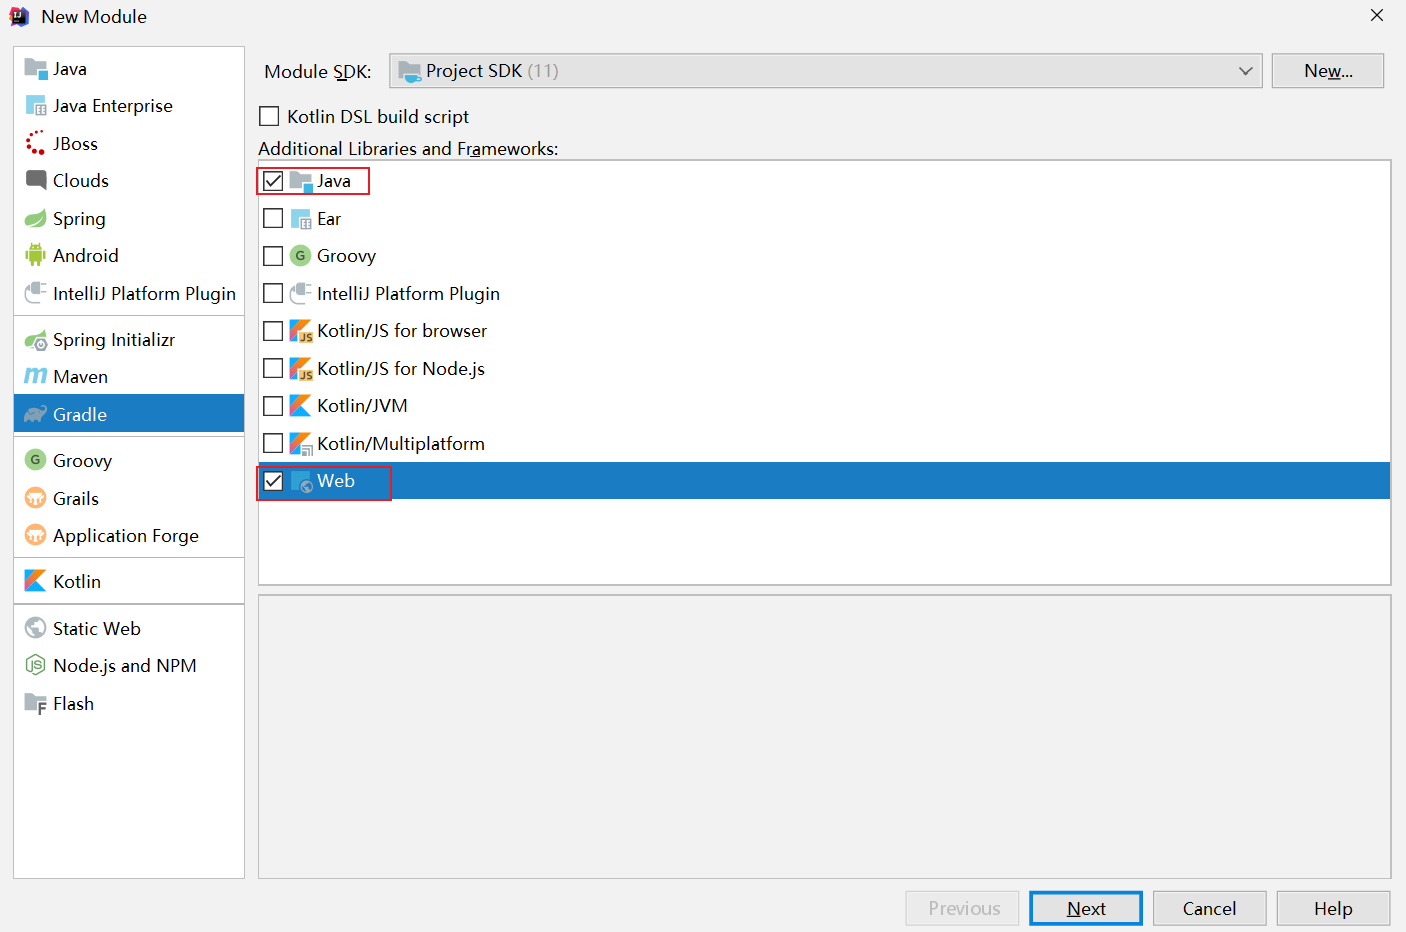 New Module
Java
Java Enterprise
JBoss
Clouds
Spring
Android
IntelliJ Platform Plugin
Spring Initializr
Maven
Gradle
Groovy
Grails
Application Forge
Kotlin
Static Web
Node.js and NPM
Flash
Module SDK:
Project SDK (11)
New...
Kotlin DSL build script
Additional Libraries and Frameworks:
Java
Ear
Groovy
IntelliJ Platform Plugin
Kotlin/JS for browser
Kotlin/JS for Node.js
Kotlin/JVM
Kotlin/Multiplatform
Web
Previous
Next
Cancel
Help